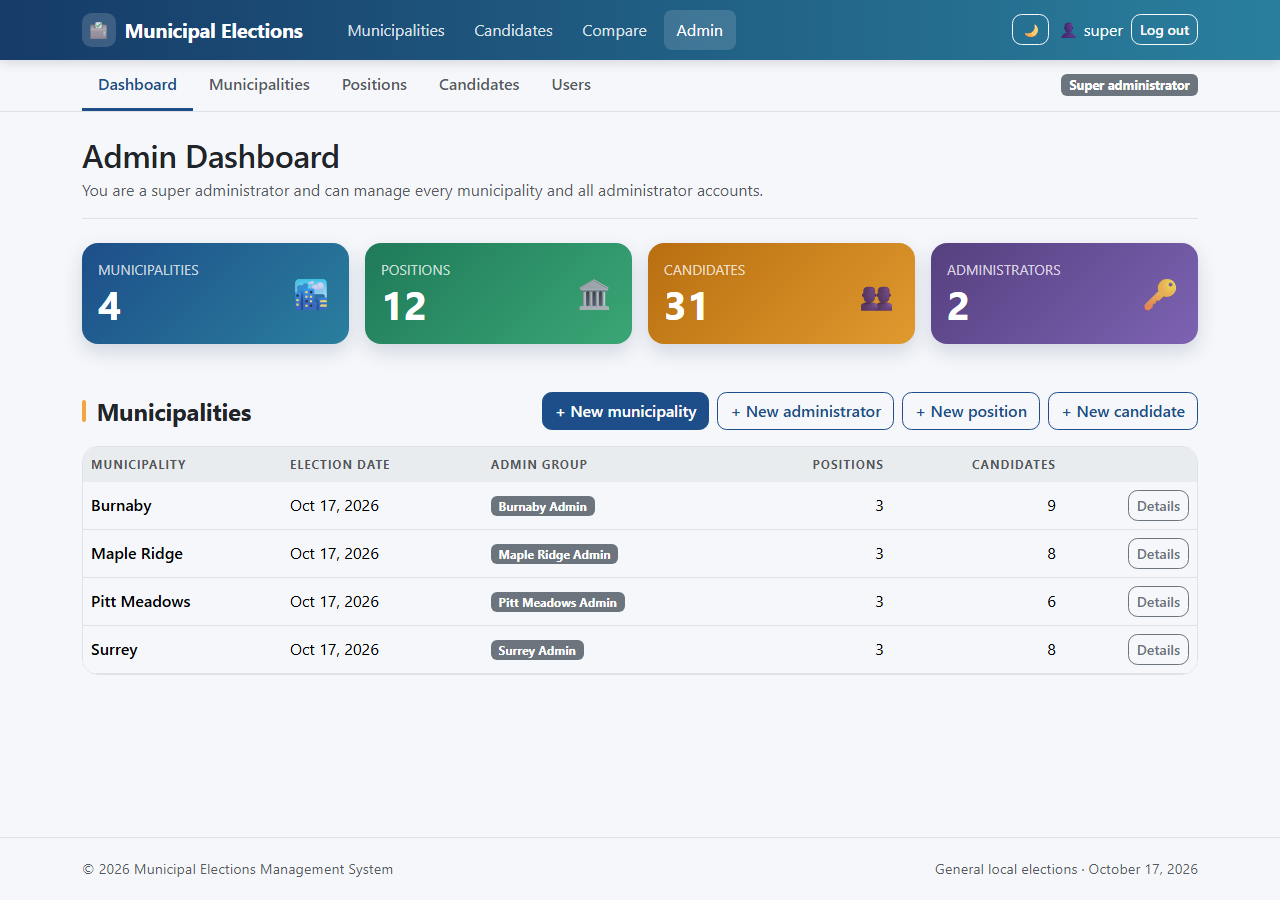 Municipal Elections Municipalities Candidates Compare Admin super Log out
Dashboard Municipalities Positions Candidates Users Super administrator
Admin Dashboard
You are a super administrator and can manage every municipality and all administrator accounts.
MUNICIPALITIES
4
POSITIONS
12
CANDIDATES
31
ADMINISTRATORS
2
Municipalities + New municipality + New administrator + New position + New candidate
MUNICIPALITY ELECTION DATE ADMIN GROUP POSITIONS CANDIDATES
Burnaby Oct 17, 2026 Burnaby Admin 3 9 Details
Maple Ridge Oct 17, 2026 Maple Ridge Admin 3 8 Details
Pitt Meadows Oct 17, 2026 Pitt Meadows Admin 3 6 Details
Surrey Oct 17, 2026 Surrey Admin 3 8 Details
© 2026 Municipal Elections Management System General local elections · October 17, 2026